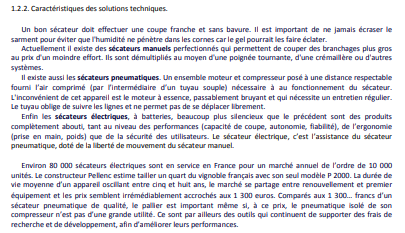 1.2.2. Caractéristiques des solutions techniques.
Un bon sécateur doit effectuer une coupe franche et sans bavure. Il est important de ne jamais écraser le
sarment pour éviter que l'humidité ne pénètre dans les cornes car le gel pourrait les faire éclater.
Actuellement il existe des sécateurs manuels perfectionnés qui permettent de couper des branchages plus gros
au prix d'un moindre effort. Ils sont démultipliés au moyen d'une poignée tournante, d'une crémaillère ou d'autres
systèmes.
Il existe aussi les sécateurs pneumatiques. Un ensemble moteur et compresseur posé à une distance respectable
fourni l'air comprimé (par l'intermédiaire d'un tuyau souple) nécessaire à au fonctionnement du sécateur.
L'inconvénient de cet appareil est le moteur à essence, passablement bruyant et qui nécessite un entretien régulier.
Le tuyau oblige de suivre les lignes et ne permet pas de se déplacer librement.
Enfin les sécateurs électriques, à batteries, beaucoup plus silencieux que le précédent sont des produits
complètement abouti, tant au niveau des performances (capacité de coupe, autonomie, fiabilité), de l'ergonomie
(prise en main, poids) que de la sécurité des utilisateurs. Le sécateur électrique, c'est l'assistance du sécateur
pneumatique, doté de la liberté de mouvement du sécateur manuel.
Environ 80 000 sécateurs électriques sont en service en France pour un marché annuel de l'ordre de 10 000
unités. Le constructeur Pellenc estime tailler un quart du vignoble français avec son seul modèle P 2000. La durée de
vie moyenne d'un appareil oscillant entre cinq et huit ans, le marché se partage entre renouvellement et premier
équipement et les prix semblent irrémédiablement accrochés aux 1 300 euros. Comparés aux 1 300... francs d'un
sécateur pneumatique de qualité, le pallier est important même si, à ce prix, le pneumatique isolé de son
compresseur n'est pas d'une grande utilité. Ce sont par ailleurs des outils qui continuent de supporter des frais de
recherche et de développement, afin d'améliorer leurs performances.